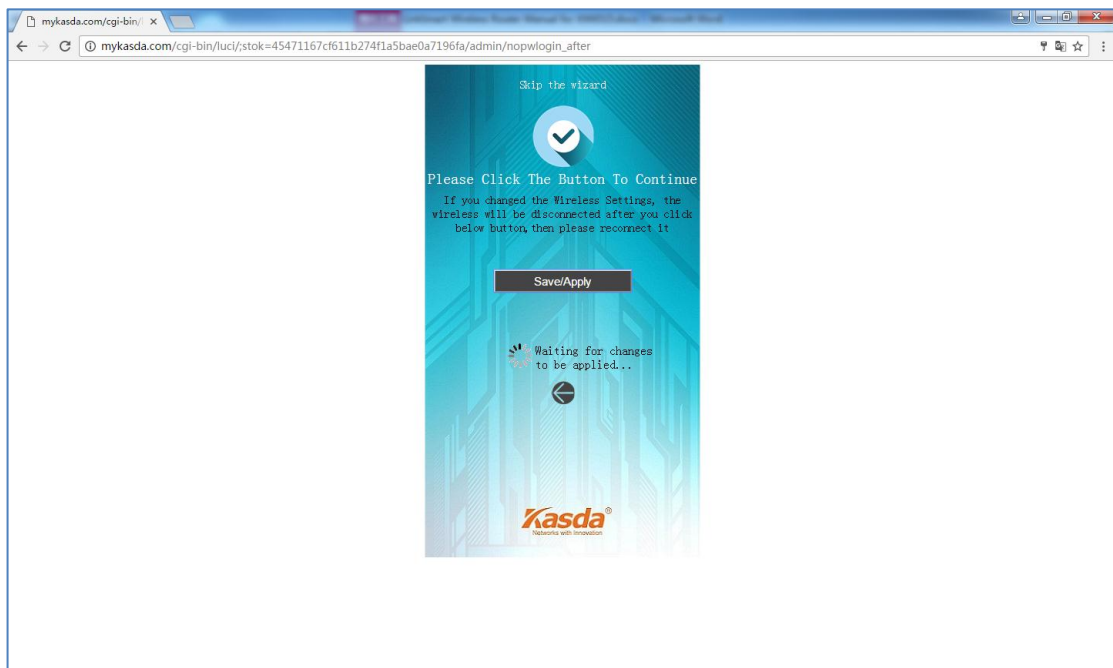 mykasda.com/cgi-bin/l
mykasda.com/cgi-bin/luci/;stok=45471167cf611b274f1a5bae0a7196fa/admin/nopwlogin_after
Skip the wizard
Please Click The Button To Continue
If you changed the Wireless Settings, the
wireless will be disconnected after you click
below button, then please reconnect it
Save/Apply
Waiting for changes
to be applied...
Kasda®
Networks with Innovation